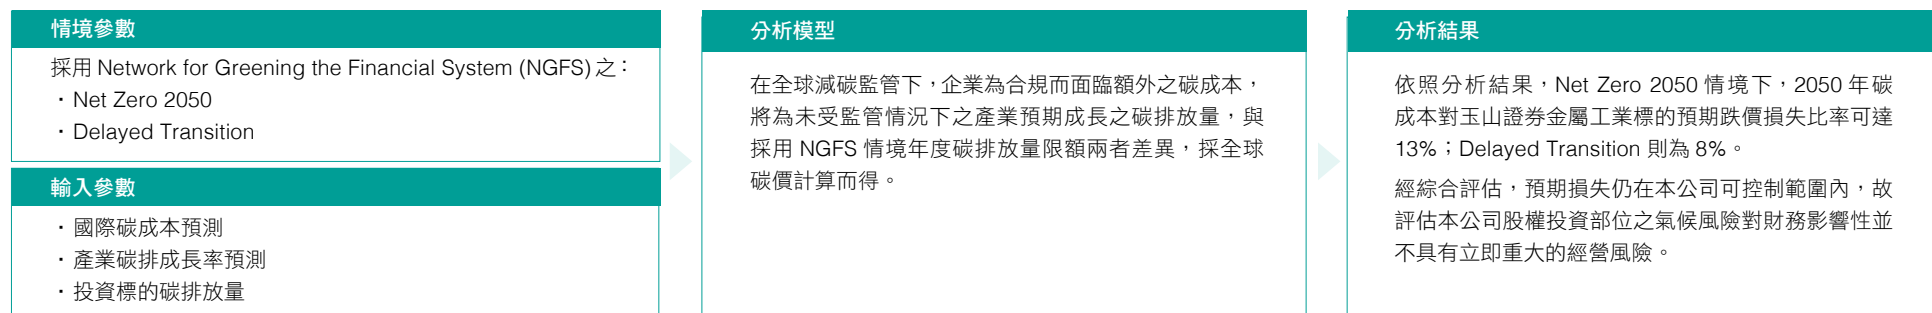 情境參數
採用 Network for Greening the Financial System (NGFS) 之：
・Net Zero 2050
・Delayed Transition
輸入參數
・國際碳成本預測
・產業碳排成長率預測
・投資標的碳排放量
分析模型
在全球減碳監管下，企業為合規而面臨額外之碳成本，
將為未受監管情況下之產業預期成長之碳排放量，與
採用 NGFS 情境年度碳排放量限額兩者差異，採全球
碳價計算而得。
分析結果
依照分析結果，Net Zero 2050 情境下，2050 年碳
成本對玉山證券金屬工業標的預期跌價損失比率可達
13%；Delayed Transition 則為 8%。
經綜合評估，預期損失仍在本公司可控制範圍內，故
評估本公司股權投資部位之氣候風險對財務影響性並
不具有立即重大的經營風險。